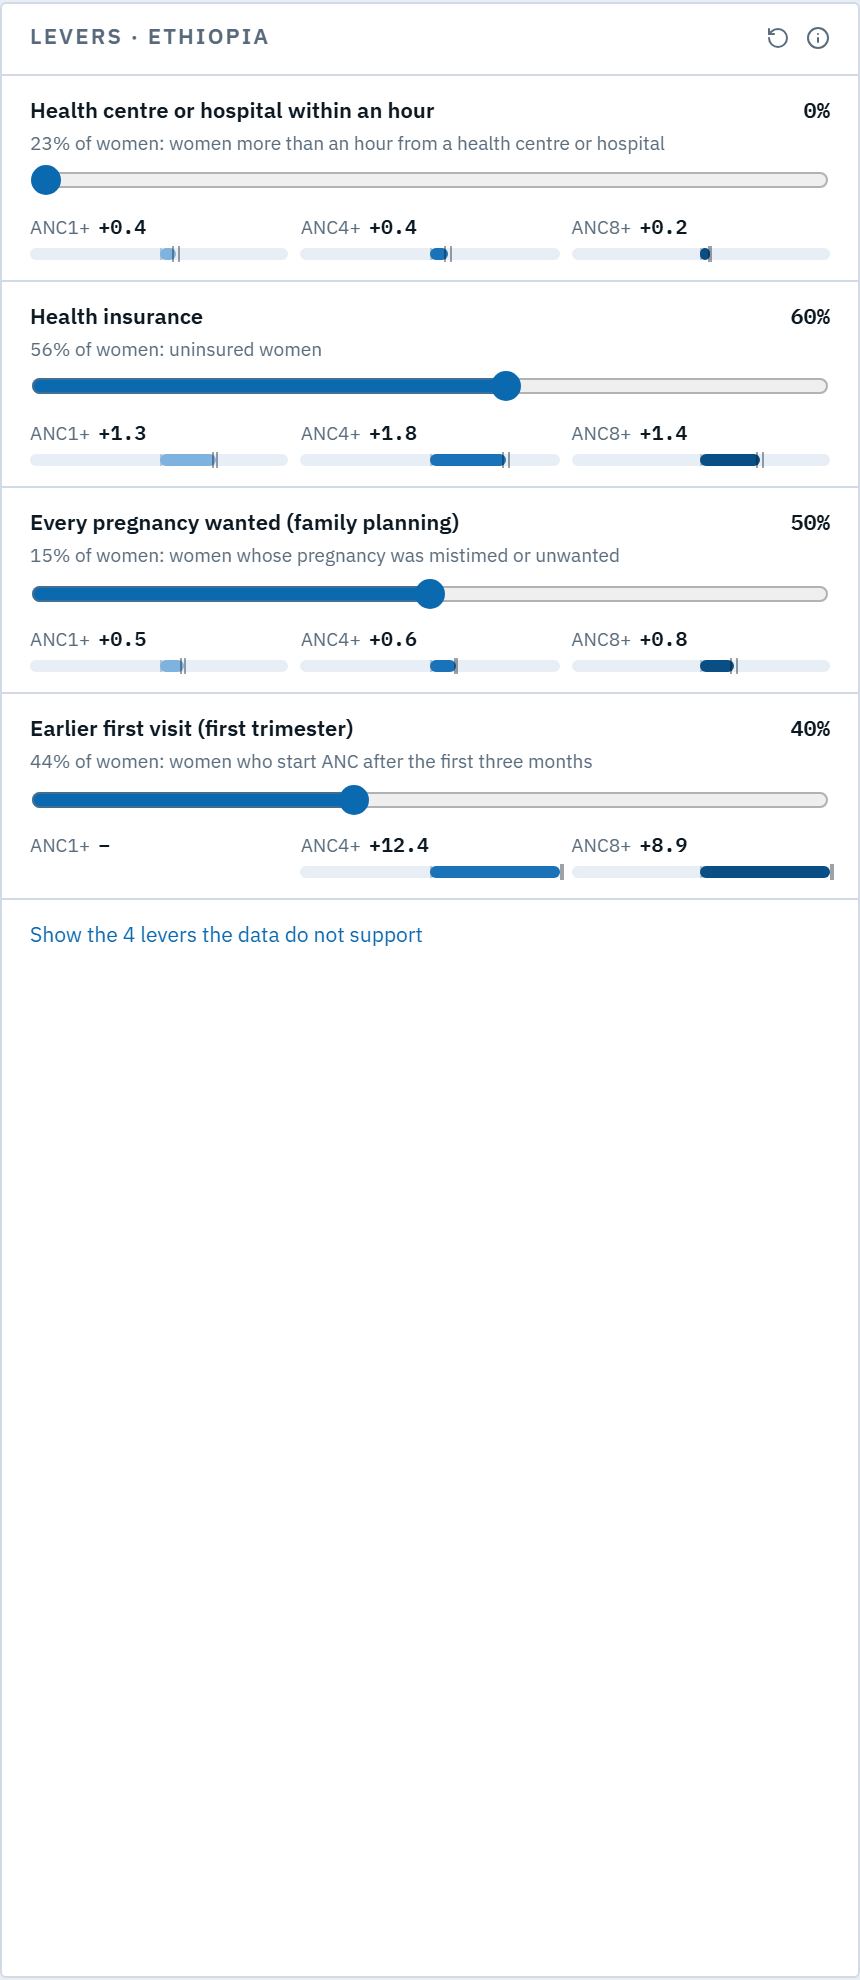 LEVERS · ETHIOPIA
Health centre or hospital within an hour 0%
23% of women: women more than an hour from a health centre or hospital
ANC1+ +0.4 ANC4+ +0.4 ANC8+ +0.2
Health insurance 60%
56% of women: uninsured women
ANC1+ +1.3 ANC4+ +1.8 ANC8+ +1.4
Every pregnancy wanted (family planning) 50%
15% of women: women whose pregnancy was mistimed or unwanted
ANC1+ +0.5 ANC4+ +0.6 ANC8+ +0.8
Earlier first visit (first trimester) 40%
44% of women: women who start ANC after the first three months
ANC1+ – ANC4+ +12.4 ANC8+ +8.9
Show the 4 levers the data do not support